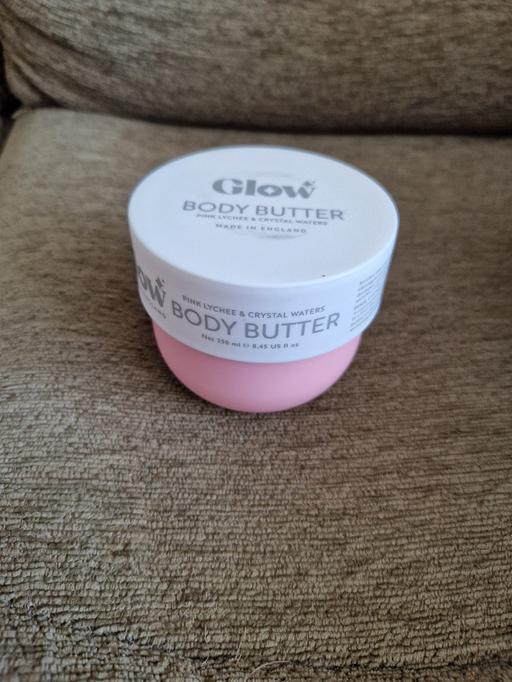 Glow
BODY BUTTER
PINK LYCHEE & CRYSTAL WATERS
MADE IN ENGLAND
PINK LYCHEE & CRYSTAL WATERS
BODY BUTTER
Net 250 ml ℮ 8.45 US fl oz